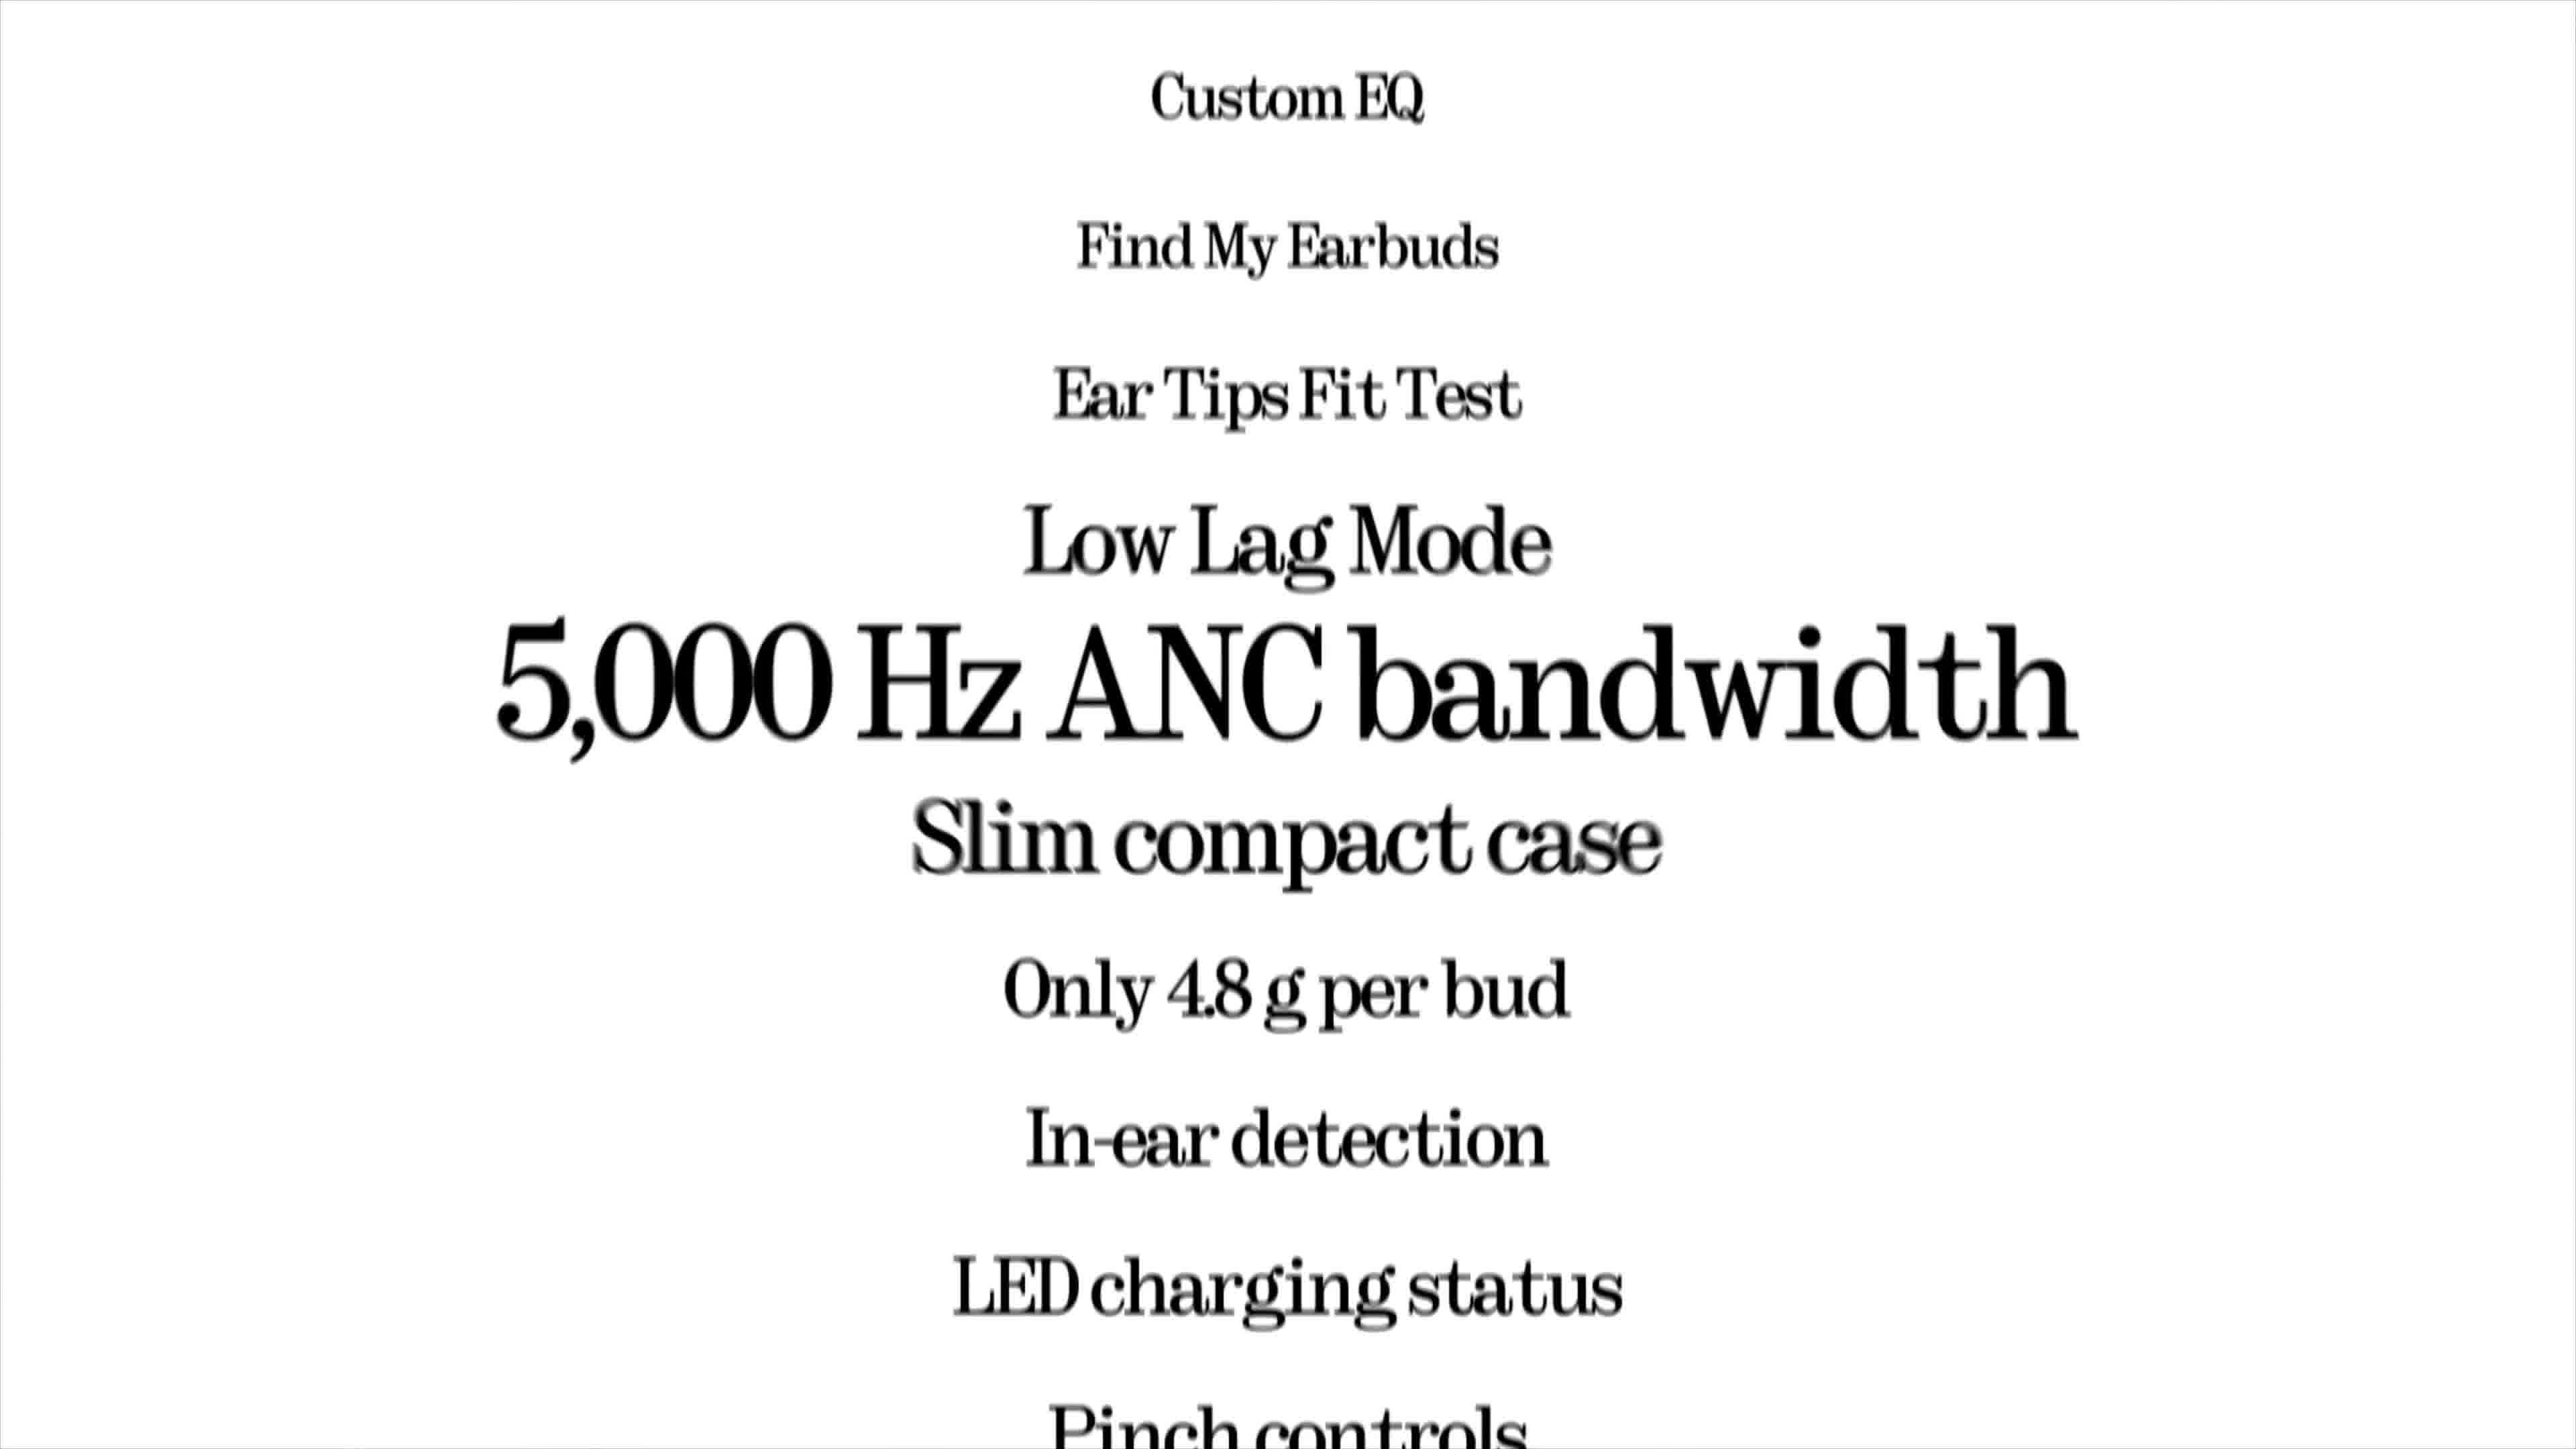 Custom EQ
Find My Earbuds
Ear Tips Fit Test
Low Lag Mode
5,000 Hz ANC bandwidth
Slim compact case
Only 4.8 g per bud
In-ear detection
LED charging status
Pinch controls